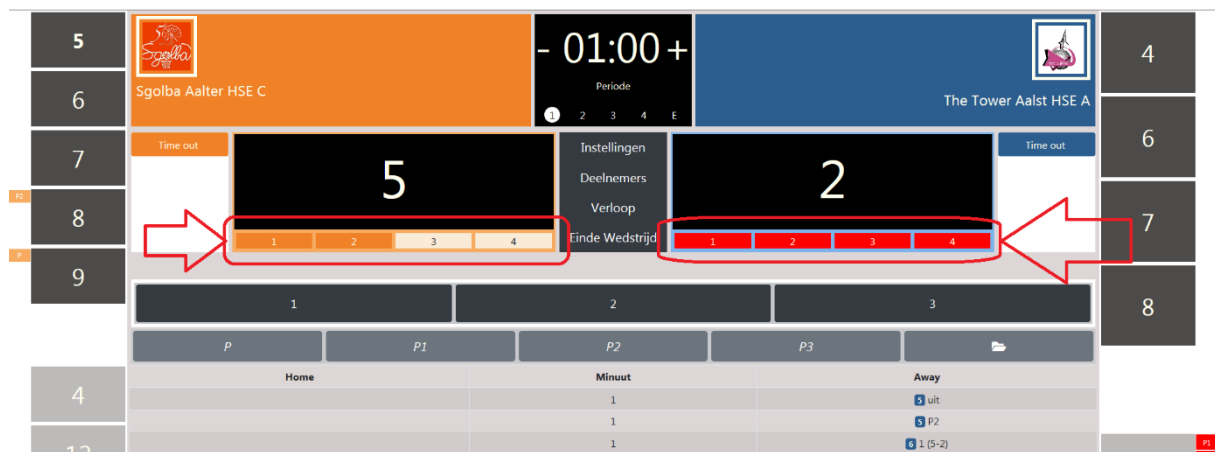 5
6
7
P2
8
P
9
4
Sgolba
Sgolba Aalter HSE C
- 01:00 +
Periode
1 2 3 4 E
The Tower Aalst HSE A
4
6
7
8
Time out
5
1 2 3 4
Instellingen
Deelnemers
Verloop
Einde Wedstrijd
2
1 2 3 4
Time out
1 2 3
P P1 P2 P3
Home Minuut Away
1 5 uit
1 5 P2
1 6 1 (5-2)
P1